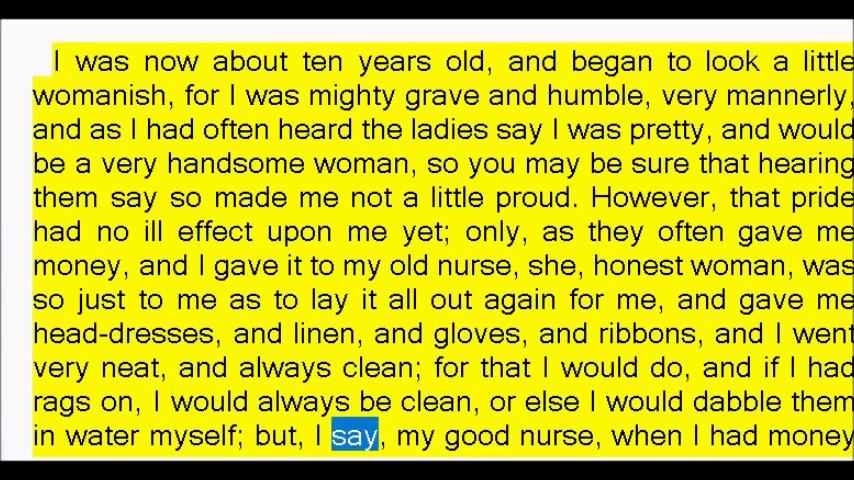 I was now about ten years old, and began to look a little
womanish, for I was mighty grave and humble, very mannerly,
and as I had often heard the ladies say I was pretty, and would
be a very handsome woman, so you may be sure that hearing
them say so made me not a little proud. However, that pride
had no ill effect upon me yet; only, as they often gave me
money, and I gave it to my old nurse, she, honest woman, was
so just to me as to lay it all out again for me, and gave me
head-dresses, and linen, and gloves, and ribbons, and I went
very neat, and always clean; for that I would do, and if I had
rags on, I would always be clean, or else I would dabble them
in water myself; but, I say, my good nurse, when I had money